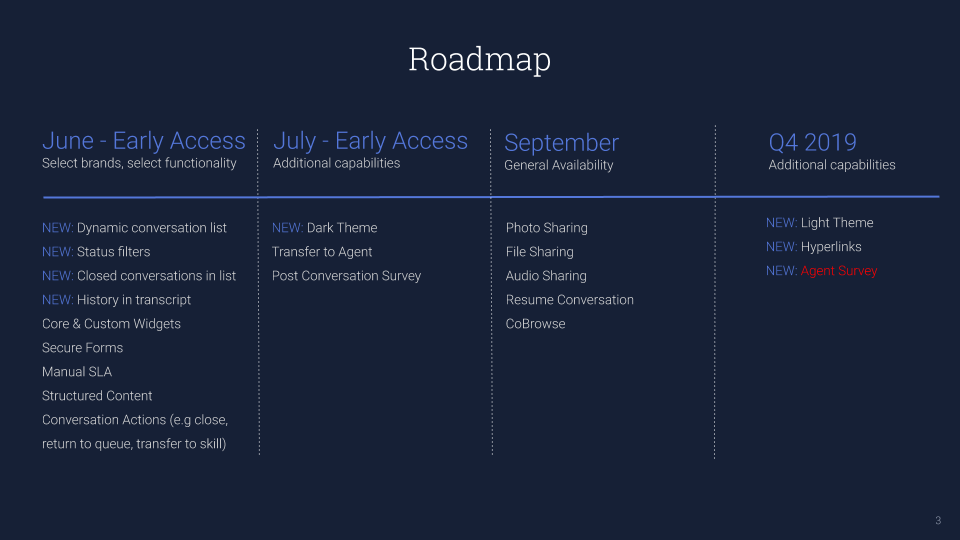 Roadmap
June - Early Access
Select brands, select functionality
NEW: Dynamic conversation list
NEW: Status filters
NEW: Closed conversations in list
NEW: History in transcript
Core & Custom Widgets
Secure Forms
Manual SLA
Structured Content
Conversation Actions (e.g close,
return to queue, transfer to skill)
July - Early Access
Additional capabilities
NEW: Dark Theme
Transfer to Agent
Post Conversation Survey
September
General Availability
Photo Sharing
File Sharing
Audio Sharing
Resume Conversation
CoBrowse
Q4 2019
Additional capabilities
NEW: Light Theme
NEW: Hyperlinks
NEW: Agent Survey
3